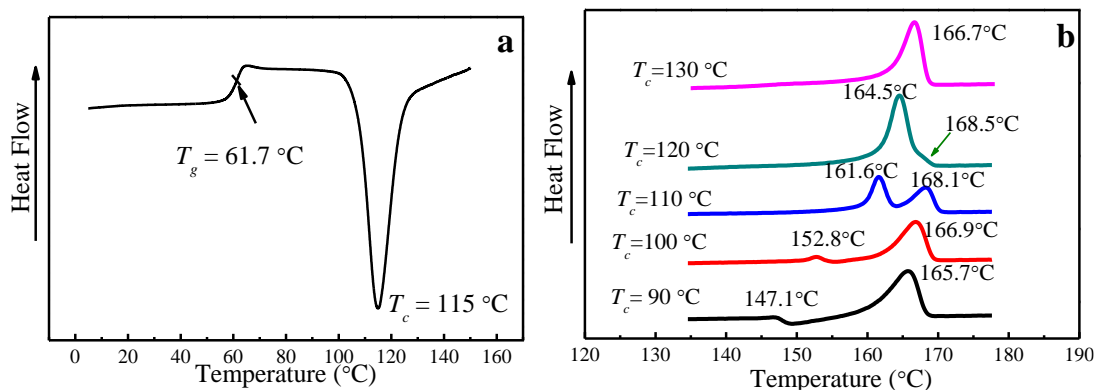 a
Heat Flow
T_g = 61.7 °C
T_c = 115 °C
0 20 40 60 80 100 120 140 160
Temperature (°C)
b
Heat Flow
166.7°C
T_c=130 °C
164.5°C
168.5°C
T_c=120 °C
161.6°C
168.1°C
T_c=110 °C
152.8°C
166.9°C
T_c=100 °C
165.7°C
147.1°C
T_c= 90 °C
120 130 140 150 160 170 180 190
Temperature (°C)